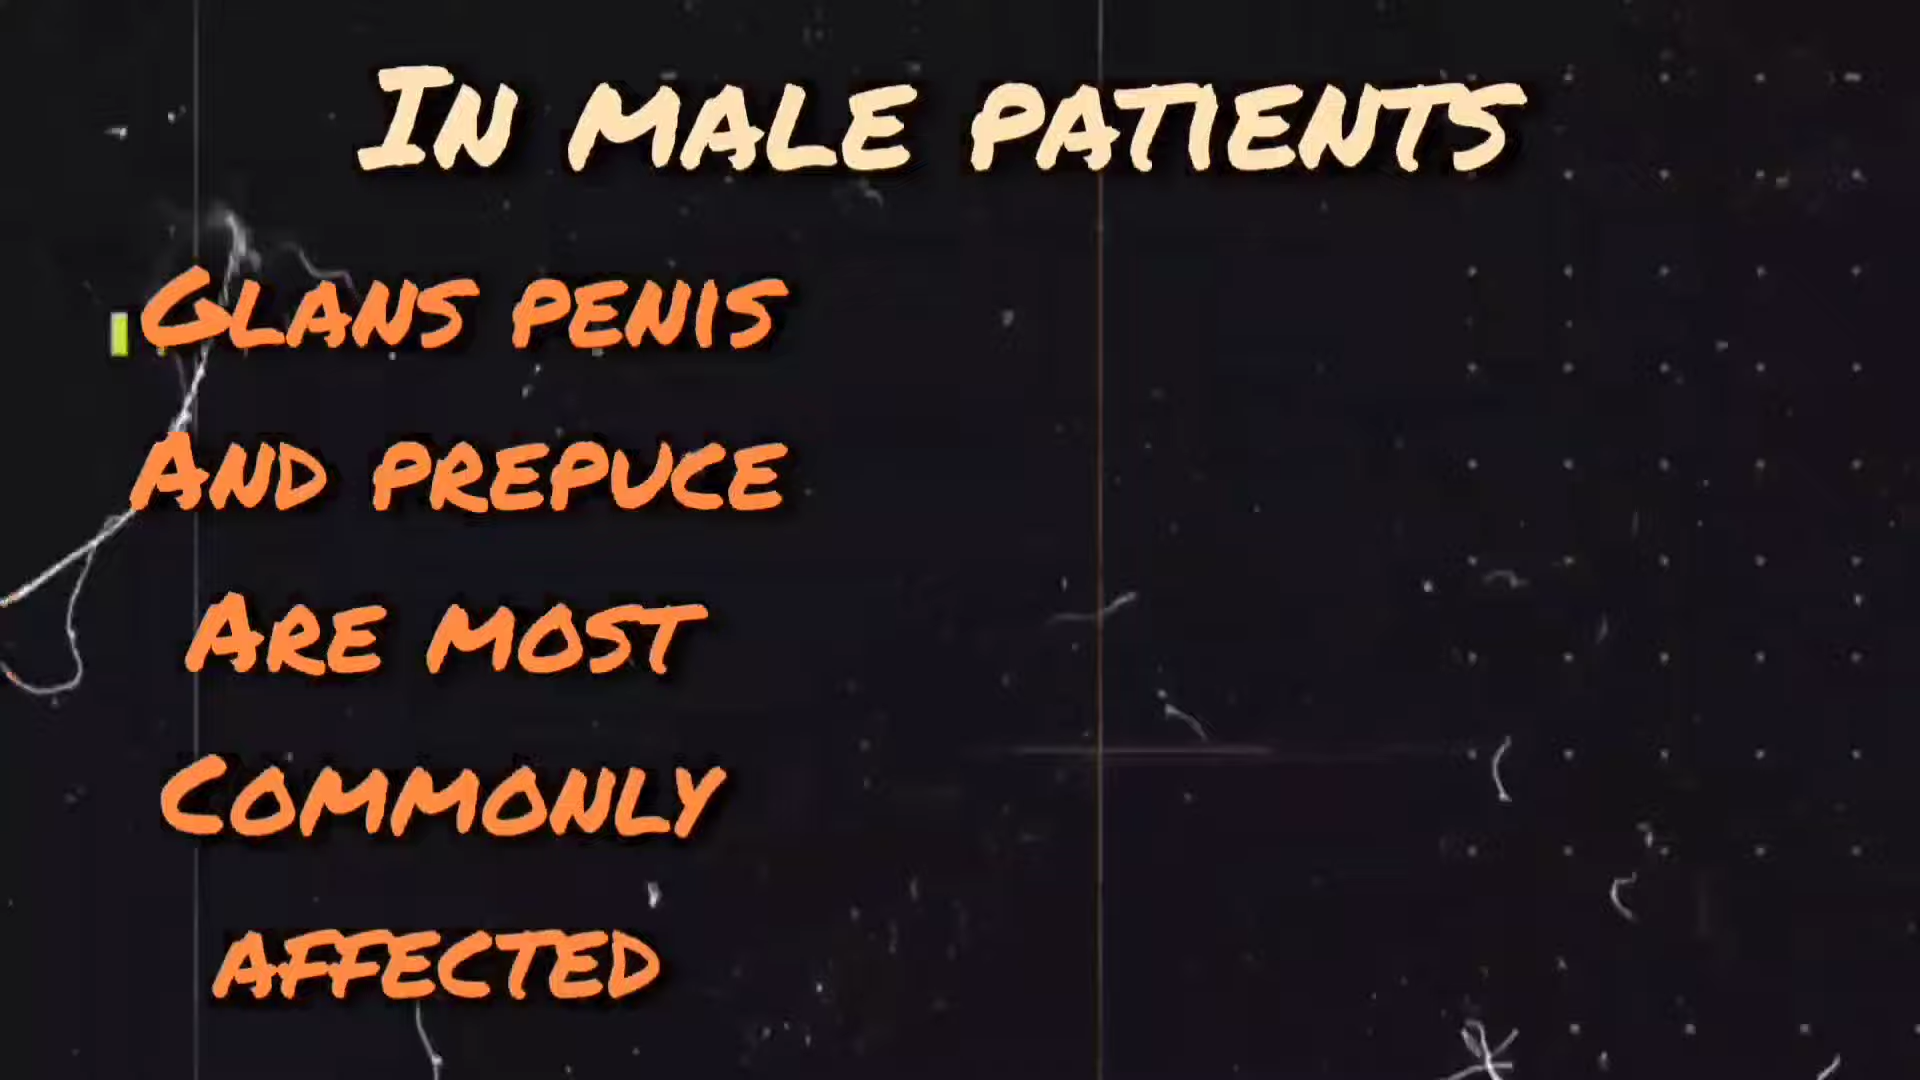 In male patients
Glans penis
And prepuce
Are most
Commonly
affected